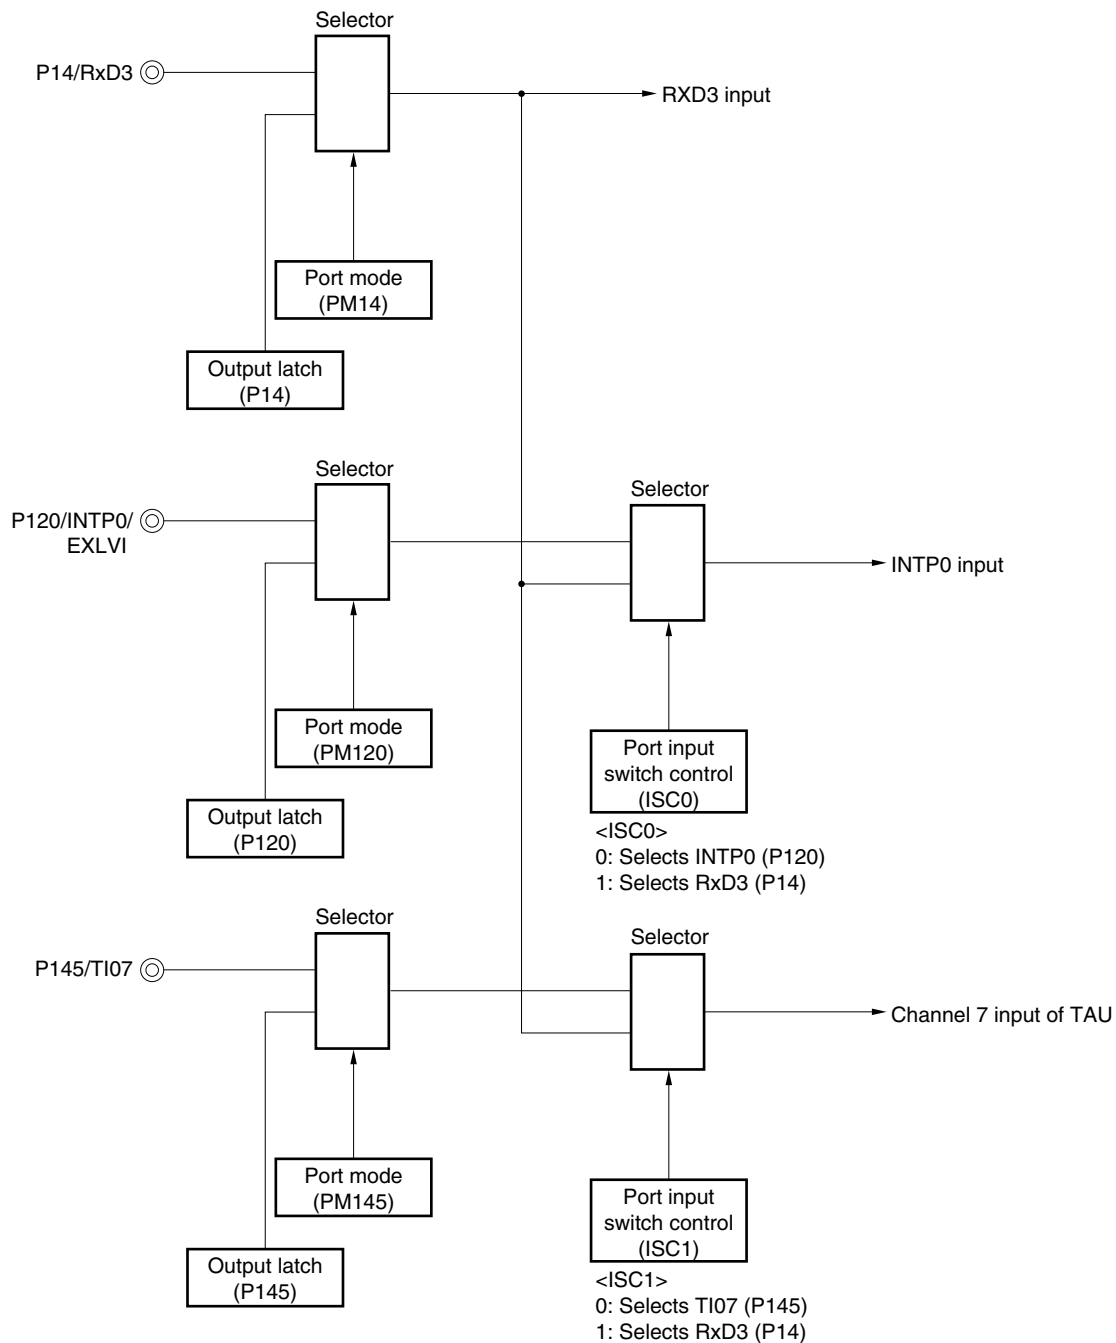 Selector
P14/RxD3
RXD3 input
Port mode
(PM14)
Output latch
(P14)
Selector
Selector
P120/INTP0/
EXLVI
INTP0 input
Port mode
(PM120)
Port input
switch control
(ISC0)
Output latch
(P120)
<ISC0>
0: Selects INTP0 (P120)
1: Selects RxD3 (P14)
Selector
Selector
P145/TI07
Channel 7 input of TAU
Port mode
(PM145)
Port input
switch control
(ISC1)
Output latch
(P145)
<ISC1>
0: Selects TI07 (P145)
1: Selects RxD3 (P14)